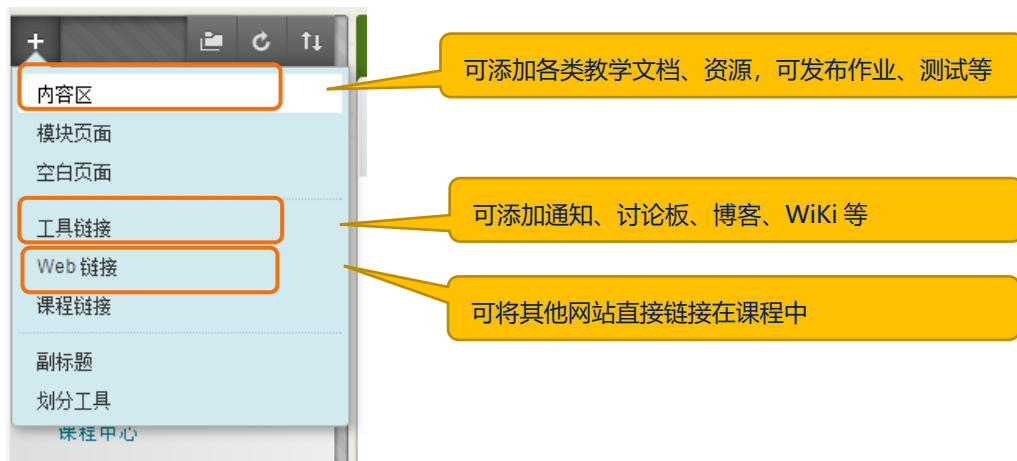 内容区
可添加各类教学文档、资源，可发布作业、测试等
模块页面
空白页面
工具链接
可添加通知、讨论板、博客、WiKi 等
Web 链接
课程链接
可将其他网站直接链接在课程中
副标题
划分工具
课程中心